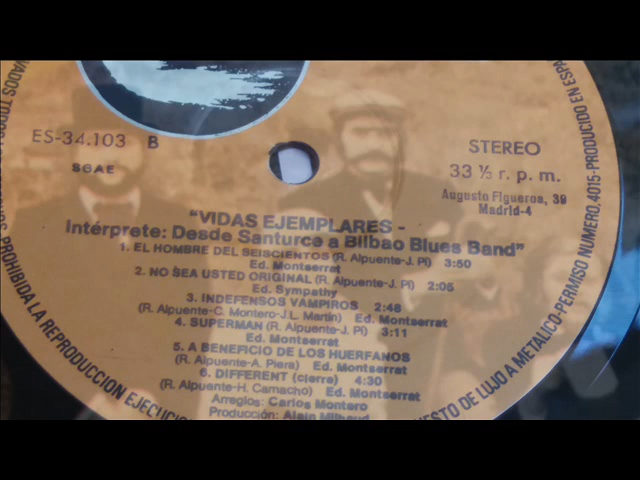 ES-34.103 B
SGAE
STEREO
33 ⅓ r. p. m.
Augusto Figueroa, 39
Madrid-4
"VIDAS EJEMPLARES -
Intérprete: Desde Santurce a Bilbao Blues Band"
1. EL HOMBRE DEL SEISCIENTOS (R. Alpuente-J. Pi) 3:50
Ed. Montserrat
2. NO SEA USTED ORIGINAL (R. Alpuente-J. Pi) 2:05
Ed. Sympathy
3. INDEFENSOS VAMPIROS 2:48
(R. Alpuente-C. Montero-J.L. Martin) Ed. Montserrat
4. SUPERMAN (R. Alpuente-J. Pi) 3:11
Ed. Montserrat
5. A BENEFICIO DE LOS HUERFANOS
(R. Alpuente-A. Piera) Ed. Montserrat
6. DIFFERENT (cierre) 4:30
(R. Alpuente-H. Camacho) Ed. Montserrat
Arreglos: Carlos Montero
Producción: Alain Milhaud
PROHIBIDA LA REPRODUCCION
DE LUJO A METALICO-PERMISO NUMERO, 4015-PRODUCIDO EN